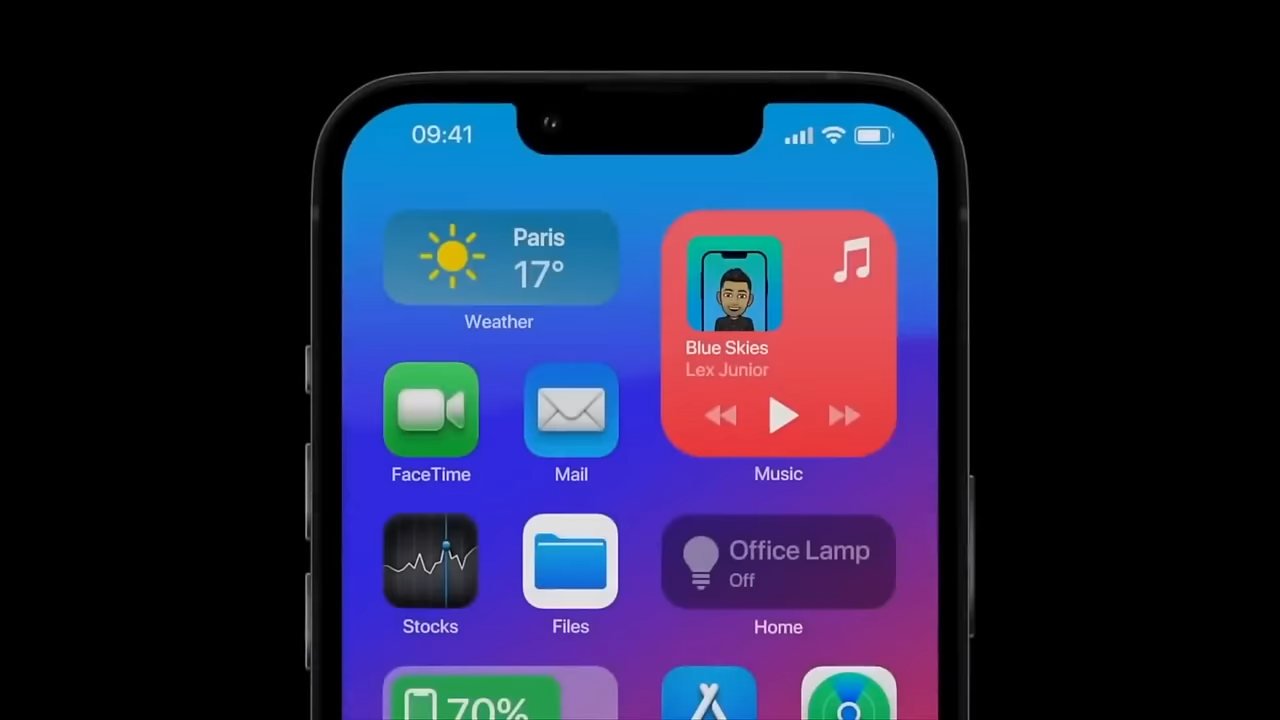 09:41
Paris
17°
Weather
Blue Skies
Lex Junior
FaceTime
Mail
Music
Office Lamp
Off
Stocks
Files
Home
70%